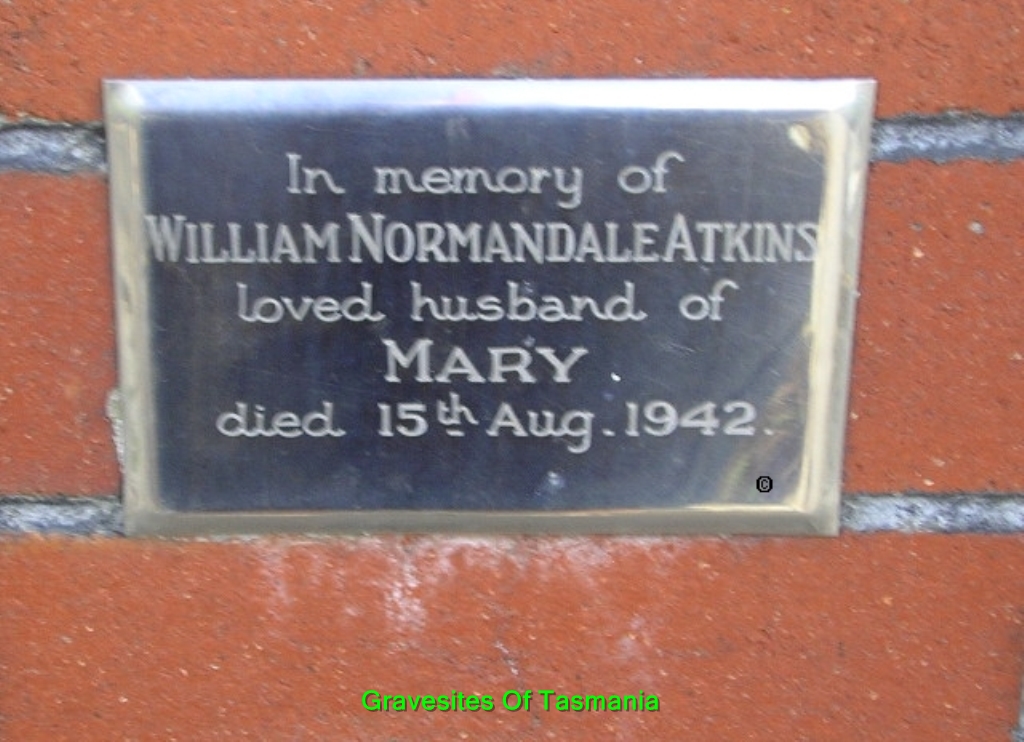 In memory of
WILLIAM NORMANDALE ATKINS
loved husband of
MARY
died 15th Aug. 1942.
©
Gravesites Of Tasmania